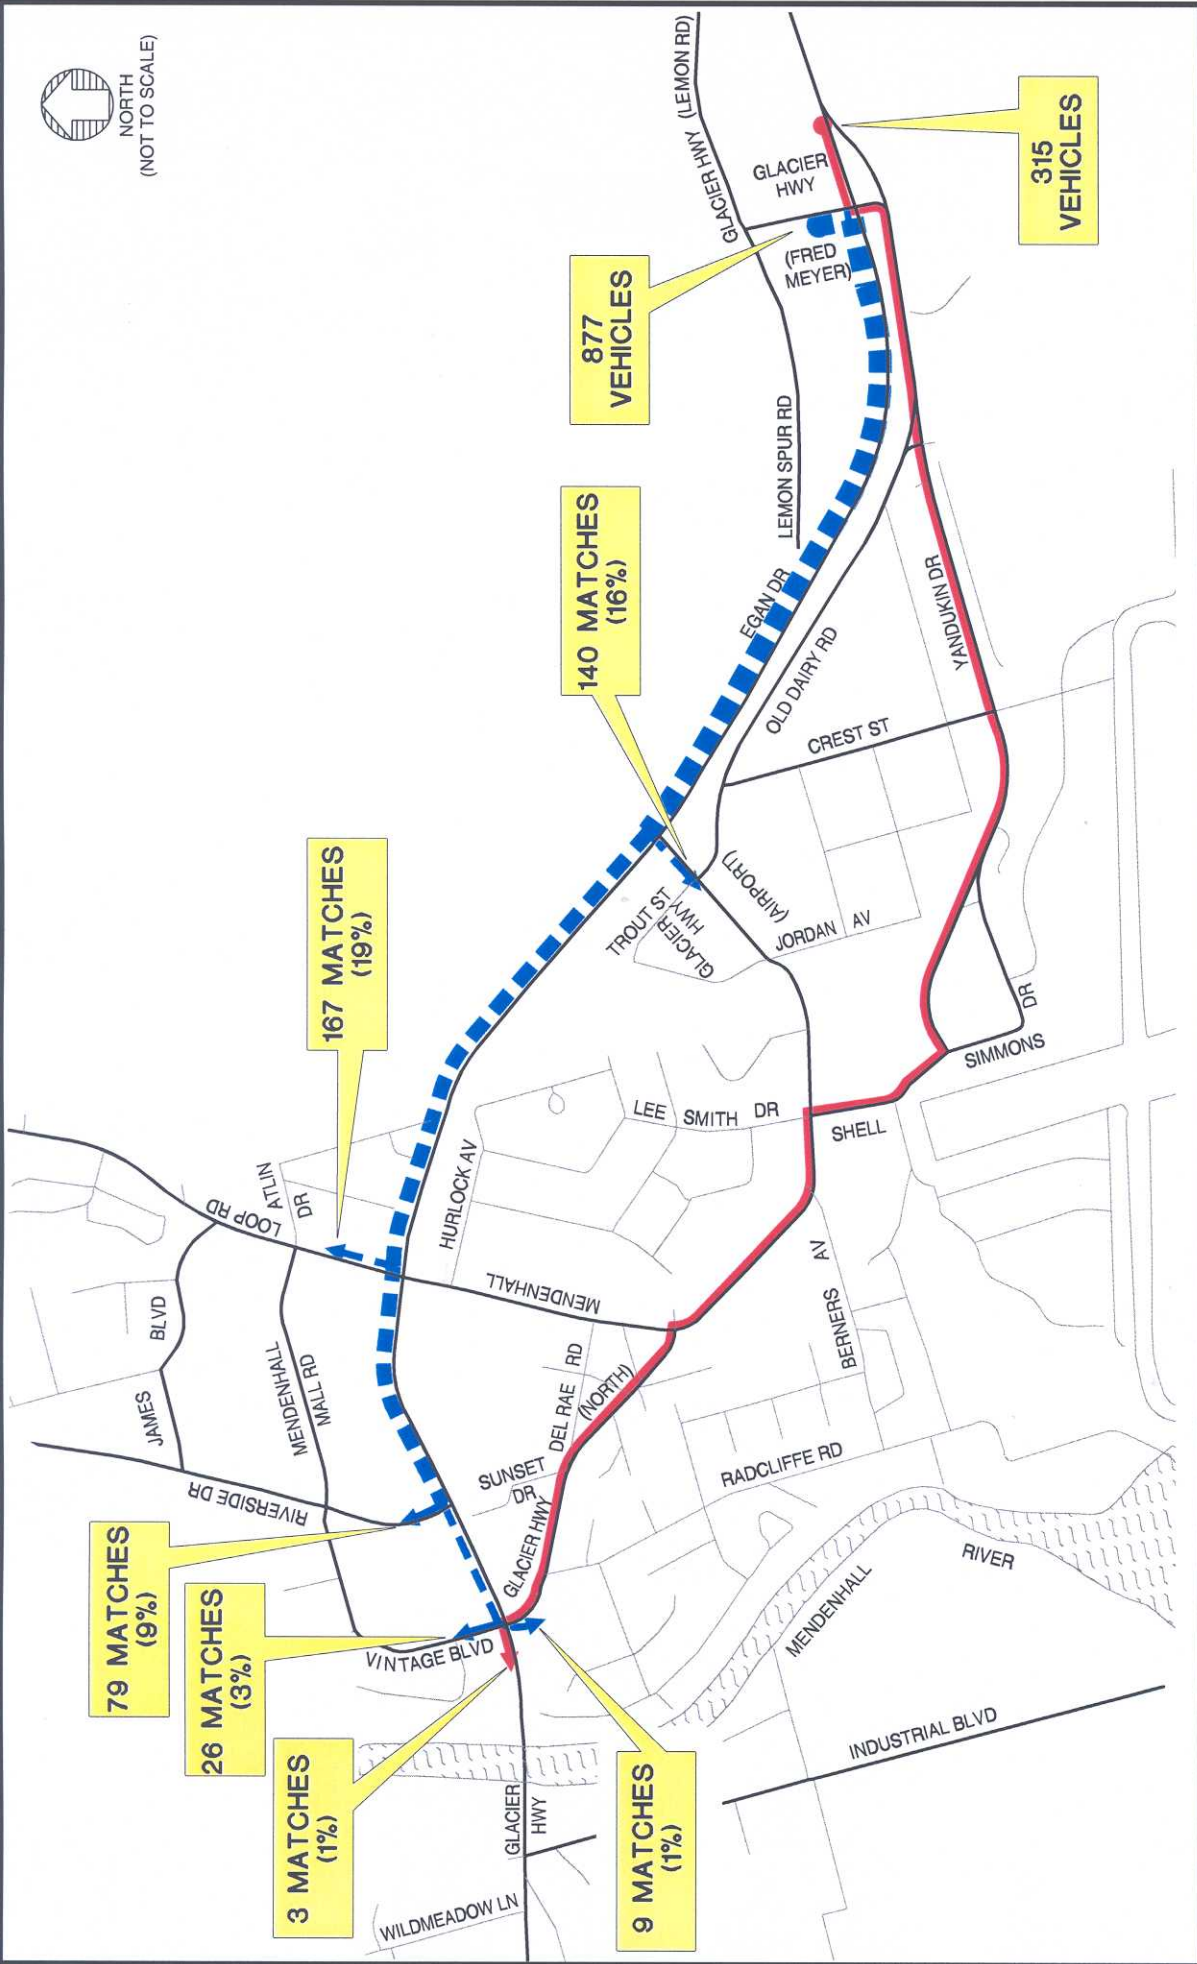 NORTH
(NOT TO SCALE)
79 MATCHES
(9%)
26 MATCHES
(3%)
3 MATCHES
(1%)
9 MATCHES
(1%)
167 MATCHES
(19%)
140 MATCHES
(16%)
877
VEHICLES
315
VEHICLES
WILDMEADOW LN
GLACIER
HWY
VINTAGE BLVD
RIVERSIDE DR
JAMES
BLVD
MENDENHALL
MALL RD
LOOP RD
ATLIN
DR
HURLOCK AV
MENDENHALL
SUNSET
DR
DEL RAE
RD
(NORTH)
GLACIER HWY
RADCLIFFE RD
BERNERS
AV
MENDENHALL
RIVER
INDUSTRIAL BLVD
LEE
SMITH
DR
SHELL
SIMMONS
DR
JORDAN
AV
TROUT ST
GLACIER
HWY
(AIRPORT)
CREST ST
OLD DAIRY RD
EGAN DR
YANDUKIN DR
LEMON SPUR RD
GLACIER HWY
(LEMON RD)
GLACIER
HWY
(FRED
MEYER)